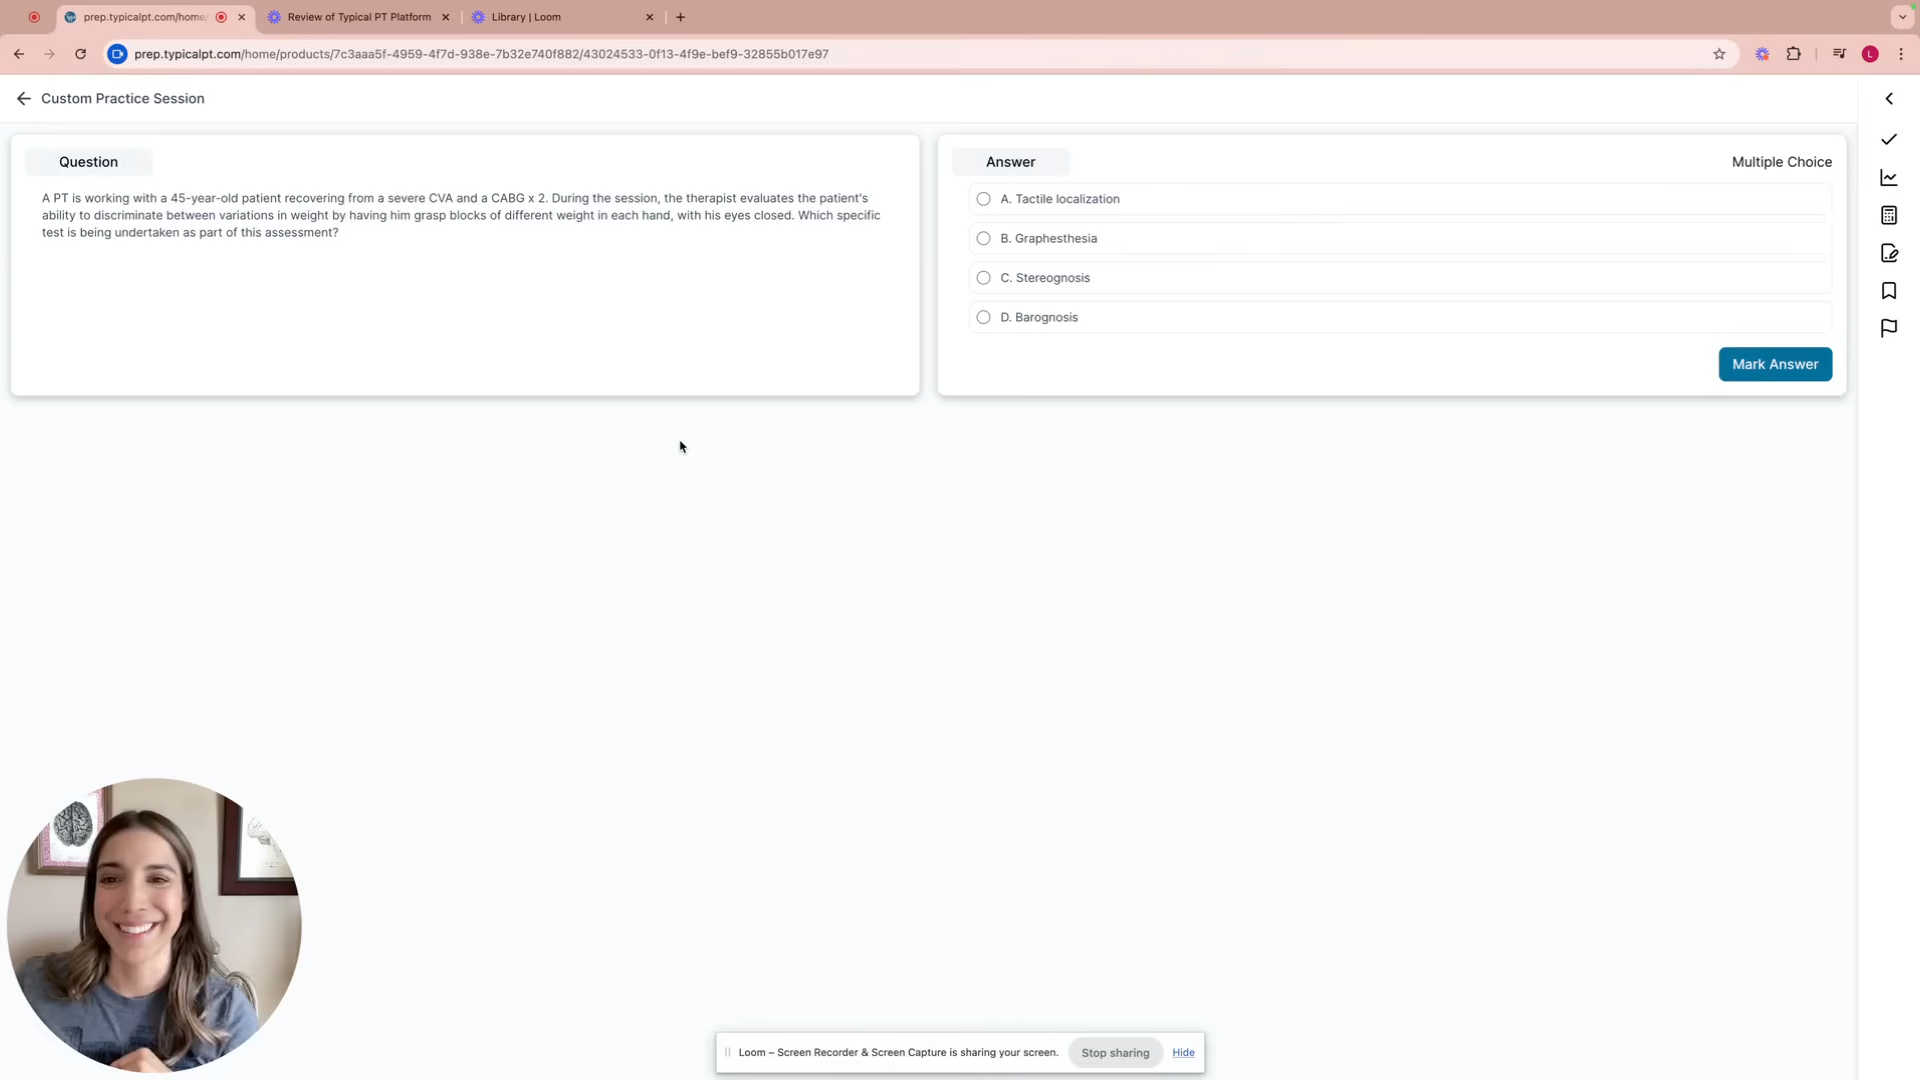 prep.typicalpt.com/home/
Review of Typical PT Platform
Library | Loom
prep.typicalpt.com/home/products/7c3aaa5f-4959-4f7d-938e-7b32e740f882/43024533-0f13-4f9e-bef9-32855b017e97
L
Custom Practice Session
Question
A PT is working with a 45-year-old patient recovering from a severe CVA and a CABG x 2. During the session, the therapist evaluates the patient's
ability to discriminate between variations in weight by having him grasp blocks of different weight in each hand, with his eyes closed. Which specific
test is being undertaken as part of this assessment?
Answer
Multiple Choice
A. Tactile localization
B. Graphesthesia
C. Stereognosis
D. Barognosis
Mark Answer
Loom – Screen Recorder & Screen Capture is sharing your screen.
Stop sharing
Hide